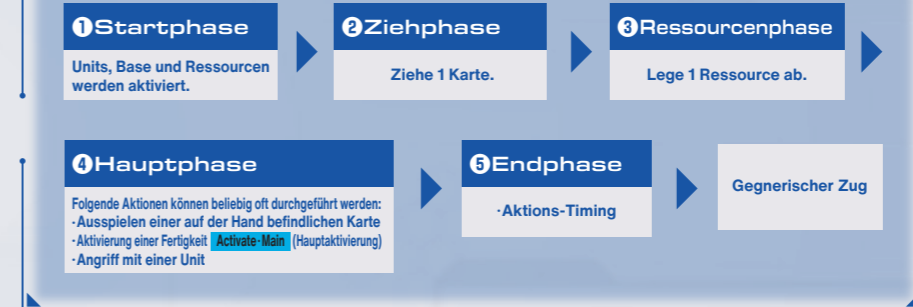 ❶Startphase
Units, Base und Ressourcen
werden aktiviert.
❷Ziehphase
Ziehe 1 Karte.
❸Ressourcenphase
Lege 1 Ressource ab.
❹Hauptphase
Folgende Aktionen können beliebig oft durchgeführt werden:
·Ausspielen einer auf der Hand befindlichen Karte
·Aktivierung einer Fertigkeit Activate·Main (Hauptaktivierung)
·Angriff mit einer Unit
❺Endphase
·Aktions-Timing
Gegnerischer Zug